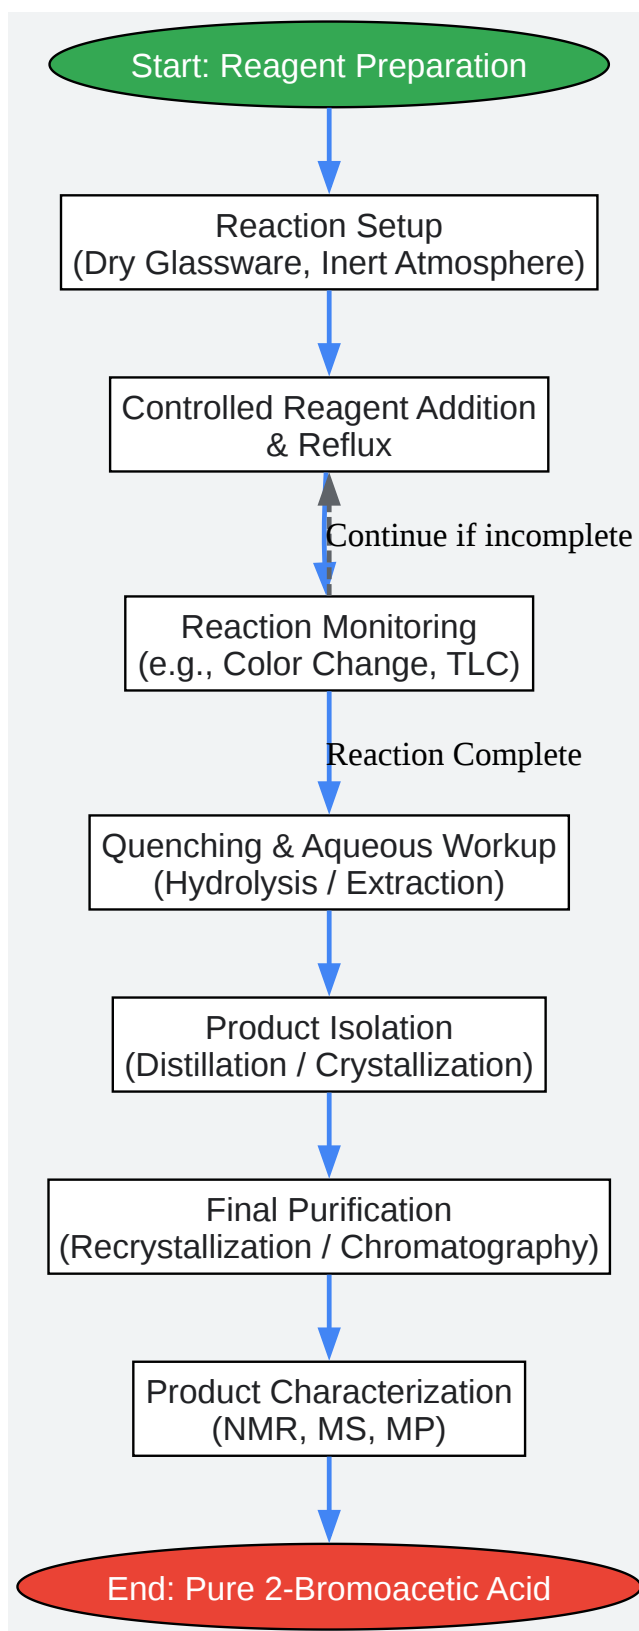 Start: Reagent Preparation
Reaction Setup
(Dry Glassware, Inert Atmosphere)
Controlled Reagent Addition
& Reflux
Continue if incomplete
Reaction Monitoring
(e.g., Color Change, TLC)
Reaction Complete
Quenching & Aqueous Workup
(Hydrolysis / Extraction)
Product Isolation
(Distillation / Crystallization)
Final Purification
(Recrystallization / Chromatography)
Product Characterization
(NMR, MS, MP)
End: Pure 2-Bromoacetic Acid